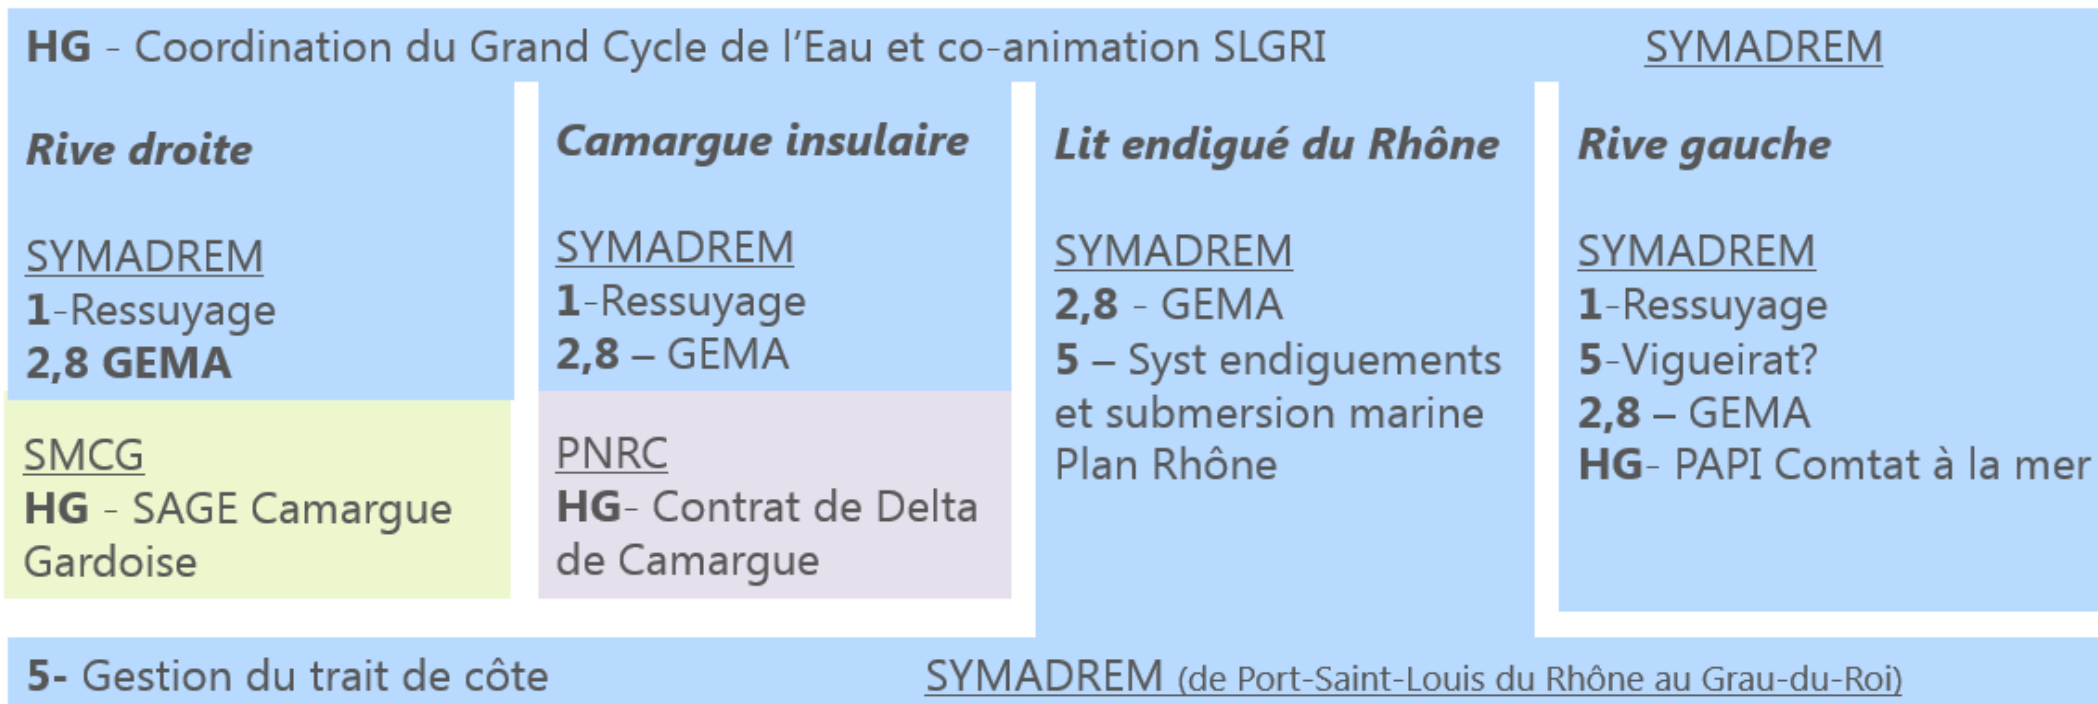 HG - Coordination du Grand Cycle de l'Eau et co-animation SLGRI SYMADREM
Rive droite
SYMADREM
1-Ressuyage
2,8 GEMA
SMCG
HG - SAGE Camargue
Gardoise
Camargue insulaire
SYMADREM
1-Ressuyage
2,8 – GEMA
PNRC
HG- Contrat de Delta
de Camargue
Lit endigué du Rhône
SYMADREM
2,8 - GEMA
5 – Syst endiguements
et submersion marine
Plan Rhône
Rive gauche
SYMADREM
1-Ressuyage
5-Vigueirat?
2,8 – GEMA
HG- PAPI Comtat à la mer
5- Gestion du trait de côte SYMADREM (de Port-Saint-Louis du Rhône au Grau-du-Roi)